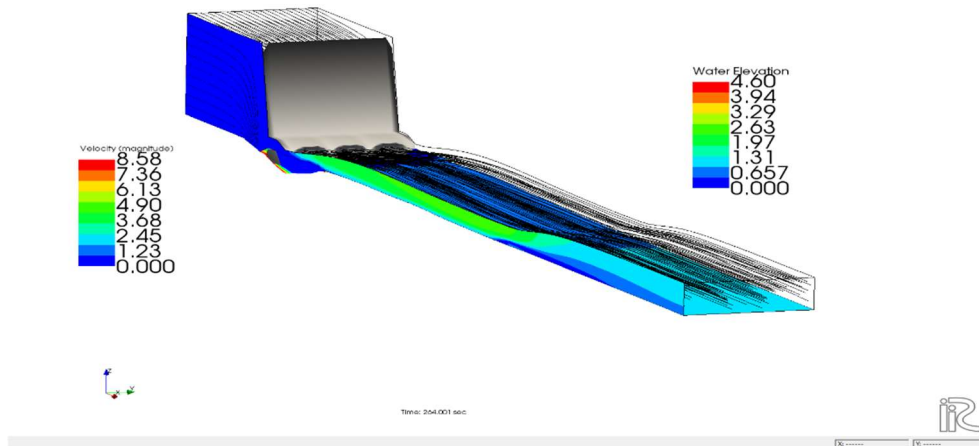 Water Elevation
4.60
3.94
3.29
2.63
1.97
1.31
0.657
0.000
Velocity (magnitude)
8.58
7.36
6.13
4.90
3.68
2.45
1.23
0.000
Z
X
Y
Time: 264.001 sec
iRIC
X: ------
Y: ------